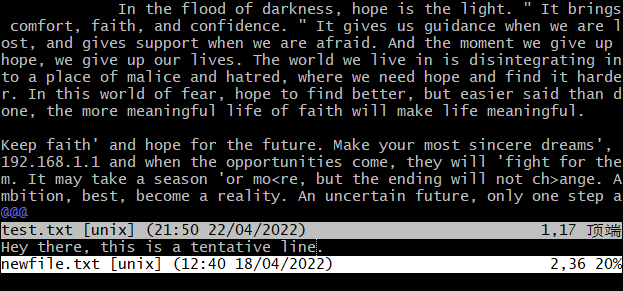 In the flood of darkness, hope is the light. " It brings
 comfort, faith, and confidence. " It gives us guidance when we are l
ost, and gives support when we are afraid. And the moment we give up
hope, we give up our lives. The world we live in is disintegrating in
to a place of malice and hatred, where we need hope and find it harde
r. In this world of fear, hope to find better, but easier said than d
one, the more meaningful life of faith will make life meaningful.

Keep faith' and hope for the future. Make your most sincere dreams',
192.168.1.1 and when the opportunities come, they will 'fight for the
m. It may take a season 'or mo<re, but the ending will not ch>ange. A
mbition, best, become a reality. An uncertain future, only one step a
@@@
test.txt [unix] (21:50 22/04/2022) 1,17 顶端
Hey there, this is a tentative line.
newfile.txt [unix] (12:40 18/04/2022) 2,36 20%